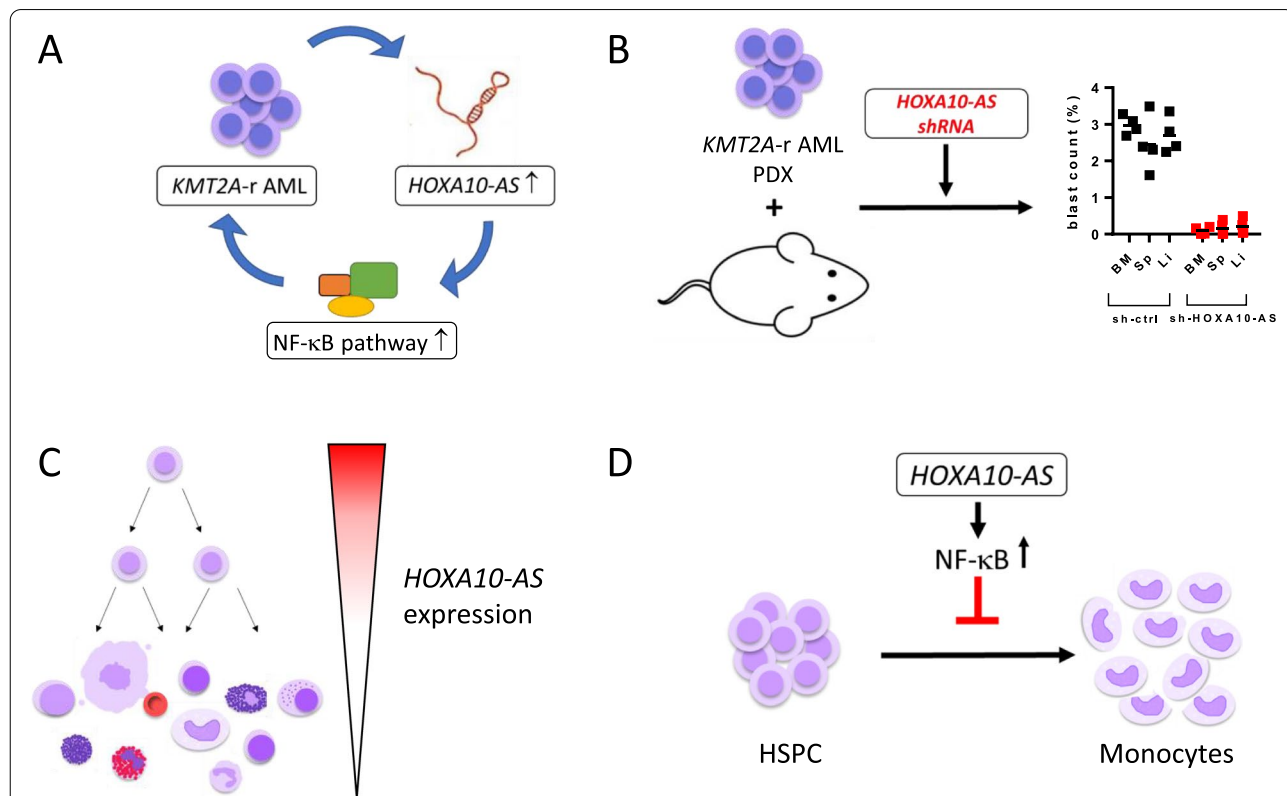 A
KMT2A-r AML
HOXA10-AS ↑
NF-κB pathway ↑
B
KMT2A-r AML
PDX
+
HOXA10-AS
shRNA
blast count (%)
4
3
2
1
0
BM
Sp
Li
BM
Sp
Li
sh-ctrl
sh-HOXA10-AS
C
HOXA10-AS
expression
D
HOXA10-AS
NF-κB ↑
HSPC
Monocytes